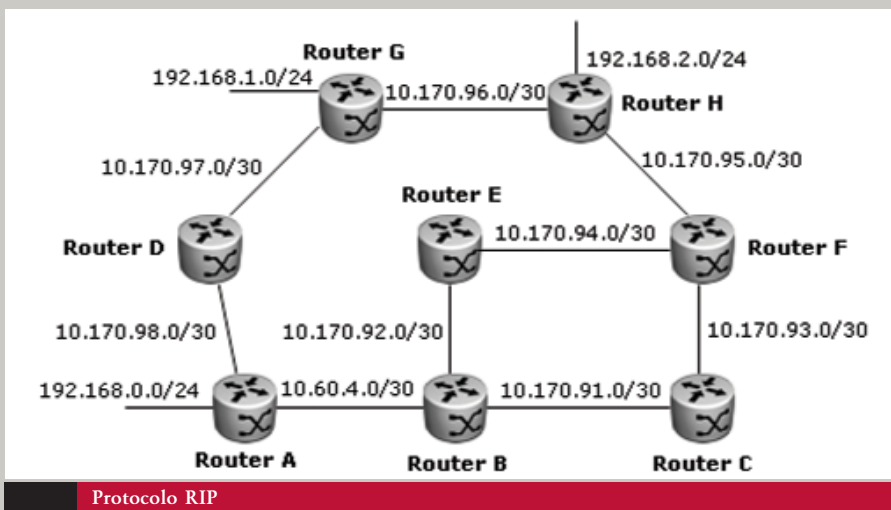 Router G
192.168.1.0/24
10.170.96.0/30
192.168.2.0/24
Router H
10.170.97.0/30
10.170.95.0/30
Router E
Router D
10.170.94.0/30
Router F
10.170.98.0/30
10.170.92.0/30
10.170.93.0/30
192.168.0.0/24
10.60.4.0/30
10.170.91.0/30
Router A
Router B
Router C
Protocolo RIP